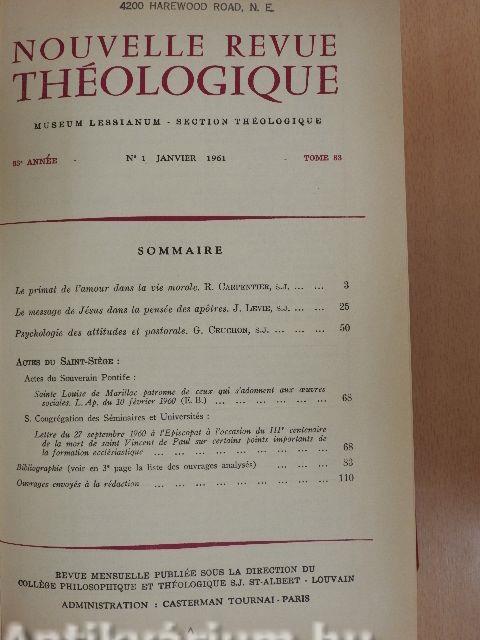 4200 HAREWOOD ROAD, N. E.
NOUVELLE REVUE
THÉOLOGIQUE
MUSEUM LESSIANUM - SECTION THÉOLOGIQUE
83e ANNÉE - N° 1 JANVIER 1961 - TOME 83
SOMMAIRE
Le primat de l'amour dans la vie morale. R. CARPENTIER, S.J. ... ... 3
Le message de Jésus dans la pensée des apôtres. J. LEVIE, S.J. ... ... 25
Psychologie des attitudes et pastorale. G. CRUCHON, S.J. ... ... ... 50
ACTES DU SAINT-SIÈGE :
Actes du Souverain Pontife :
Sainte Louise de Marillac patronne de ceux qui s'adonnent aux œuvres
sociales. L. Ap. du 10 février 1960 (E. B.) ... ... ... ... ... ... 68
S. Congrégation des Séminaires et Universités :
Lettre du 27 septembre 1960 à l'Episcopat à l'occasion du IIIe centenaire
de la mort de saint Vincent de Paul sur certains points importants de
la formation ecclésiastique ... ... ... ... ... ... ... ... ... ... 68
Bibliographie (voir en 3e page la liste des ouvrages analysés) ... ... ... 83
Ouvrages envoyés à la rédaction ... ... ... ... ... ... ... ... ... 110
REVUE MENSUELLE PUBLIÉE SOUS LA DIRECTION DU
COLLÈGE PHILOSOPHIQUE ET THÉOLOGIQUE S.J. ST-ALBERT - LOUVAIN
ADMINISTRATION : CASTERMAN TOURNAI - PARIS
Antikvárium.hu